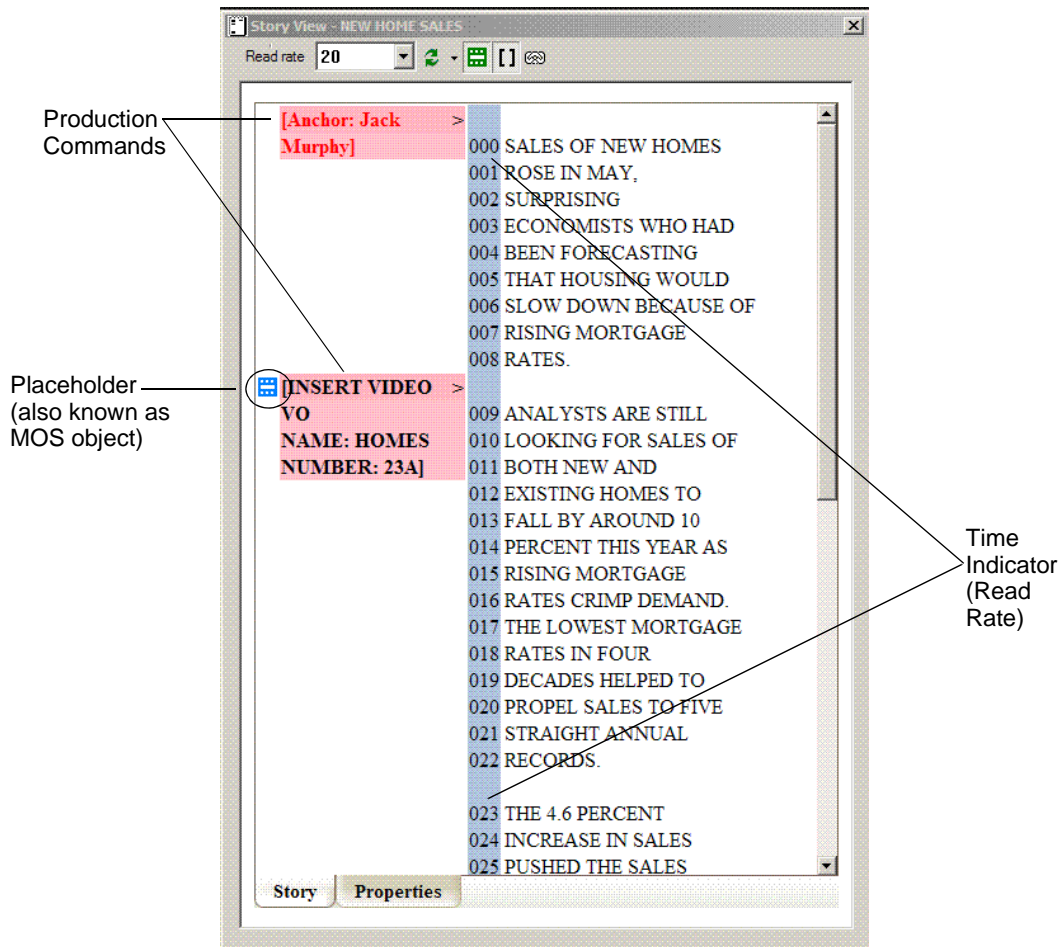 Story View - NEW HOME SALES
Read rate 20
[ ]
Production
Commands
[Anchor: Jack >
Murphy]
000 SALES OF NEW HOMES
001 ROSE IN MAY,
002 SURPRISING
003 ECONOMISTS WHO HAD
004 BEEN FORECASTING
005 THAT HOUSING WOULD
006 SLOW DOWN BECAUSE OF
007 RISING MORTGAGE
008 RATES.
Placeholder
(also known as
MOS object)
[INSERT VIDEO >
VO
NAME: HOMES
NUMBER: 23A]
009 ANALYSTS ARE STILL
010 LOOKING FOR SALES OF
011 BOTH NEW AND
012 EXISTING HOMES TO
013 FALL BY AROUND 10
014 PERCENT THIS YEAR AS
015 RISING MORTGAGE
016 RATES CRIMP DEMAND.
017 THE LOWEST MORTGAGE
018 RATES IN FOUR
019 DECADES HELPED TO
020 PROPEL SALES TO FIVE
021 STRAIGHT ANNUAL
022 RECORDS.
023 THE 4.6 PERCENT
024 INCREASE IN SALES
025 PUSHED THE SALES
Time
Indicator
(Read
Rate)
Story Properties